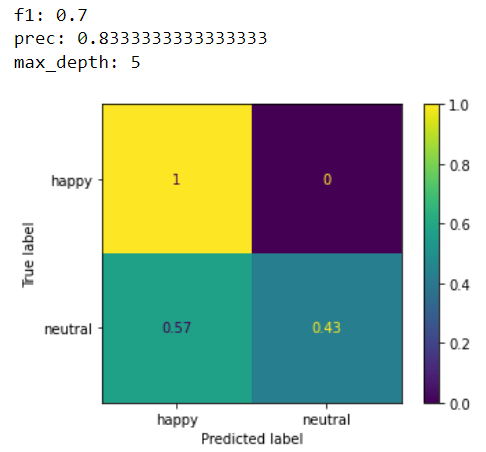 f1: 0.7
prec: 0.8333333333333333
max_depth: 5
1.0
happy
1
0
0.8
0.6
True label
0.4
neutral
0.57
0.43
0.2
0.0
happy
neutral
Predicted label